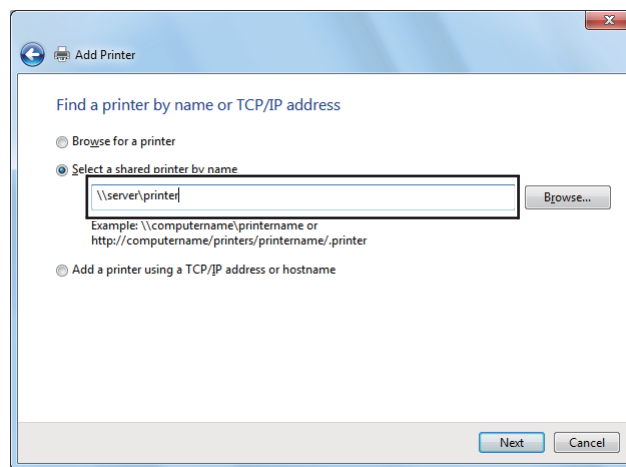 Add Printer
Find a printer by name or TCP/IP address
Browse for a printer
Select a shared printer by name
\\server\printer
Browse...
Example: \\computername\printername or
http://computername/printers/printername/.printer
Add a printer using a TCP/IP address or hostname
Next
Cancel